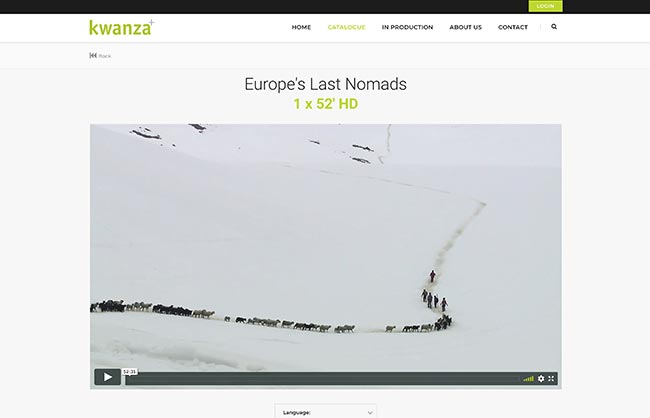 LOGIN
kwanza+
HOME CATALOGUE IN PRODUCTION ABOUT US CONTACT
Back
Europe's Last Nomads
1 x 52' HD
52:35
Language: